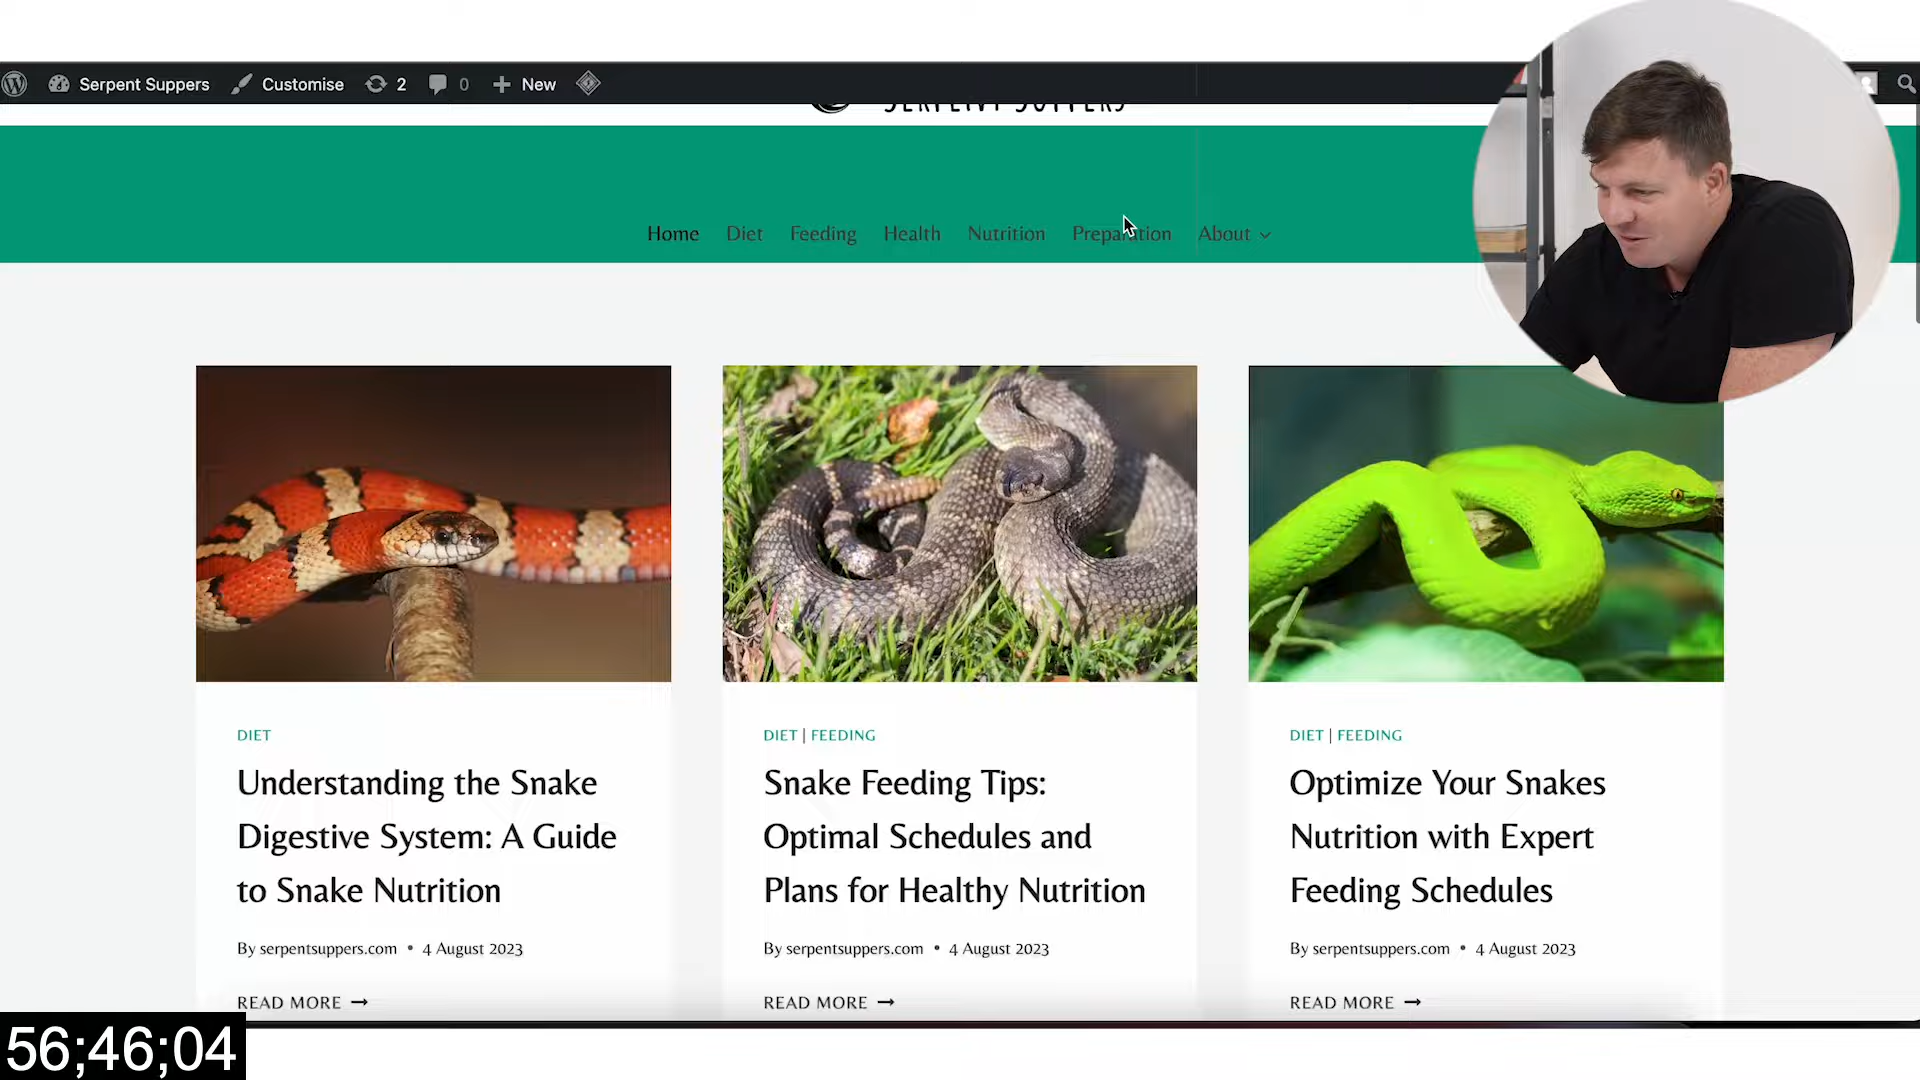 Serpent Suppers Customise 2 0 New
SERPENT SUPPERS
Home Diet Feeding Health Nutrition Preparation About
DIET
Understanding the Snake
Digestive System: A Guide
to Snake Nutrition
By serpentsuppers.com • 4 August 2023
READ MORE →
DIET | FEEDING
Snake Feeding Tips:
Optimal Schedules and
Plans for Healthy Nutrition
By serpentsuppers.com • 4 August 2023
READ MORE →
DIET | FEEDING
Optimize Your Snakes
Nutrition with Expert
Feeding Schedules
By serpentsuppers.com • 4 August 2023
READ MORE →
56;46;04